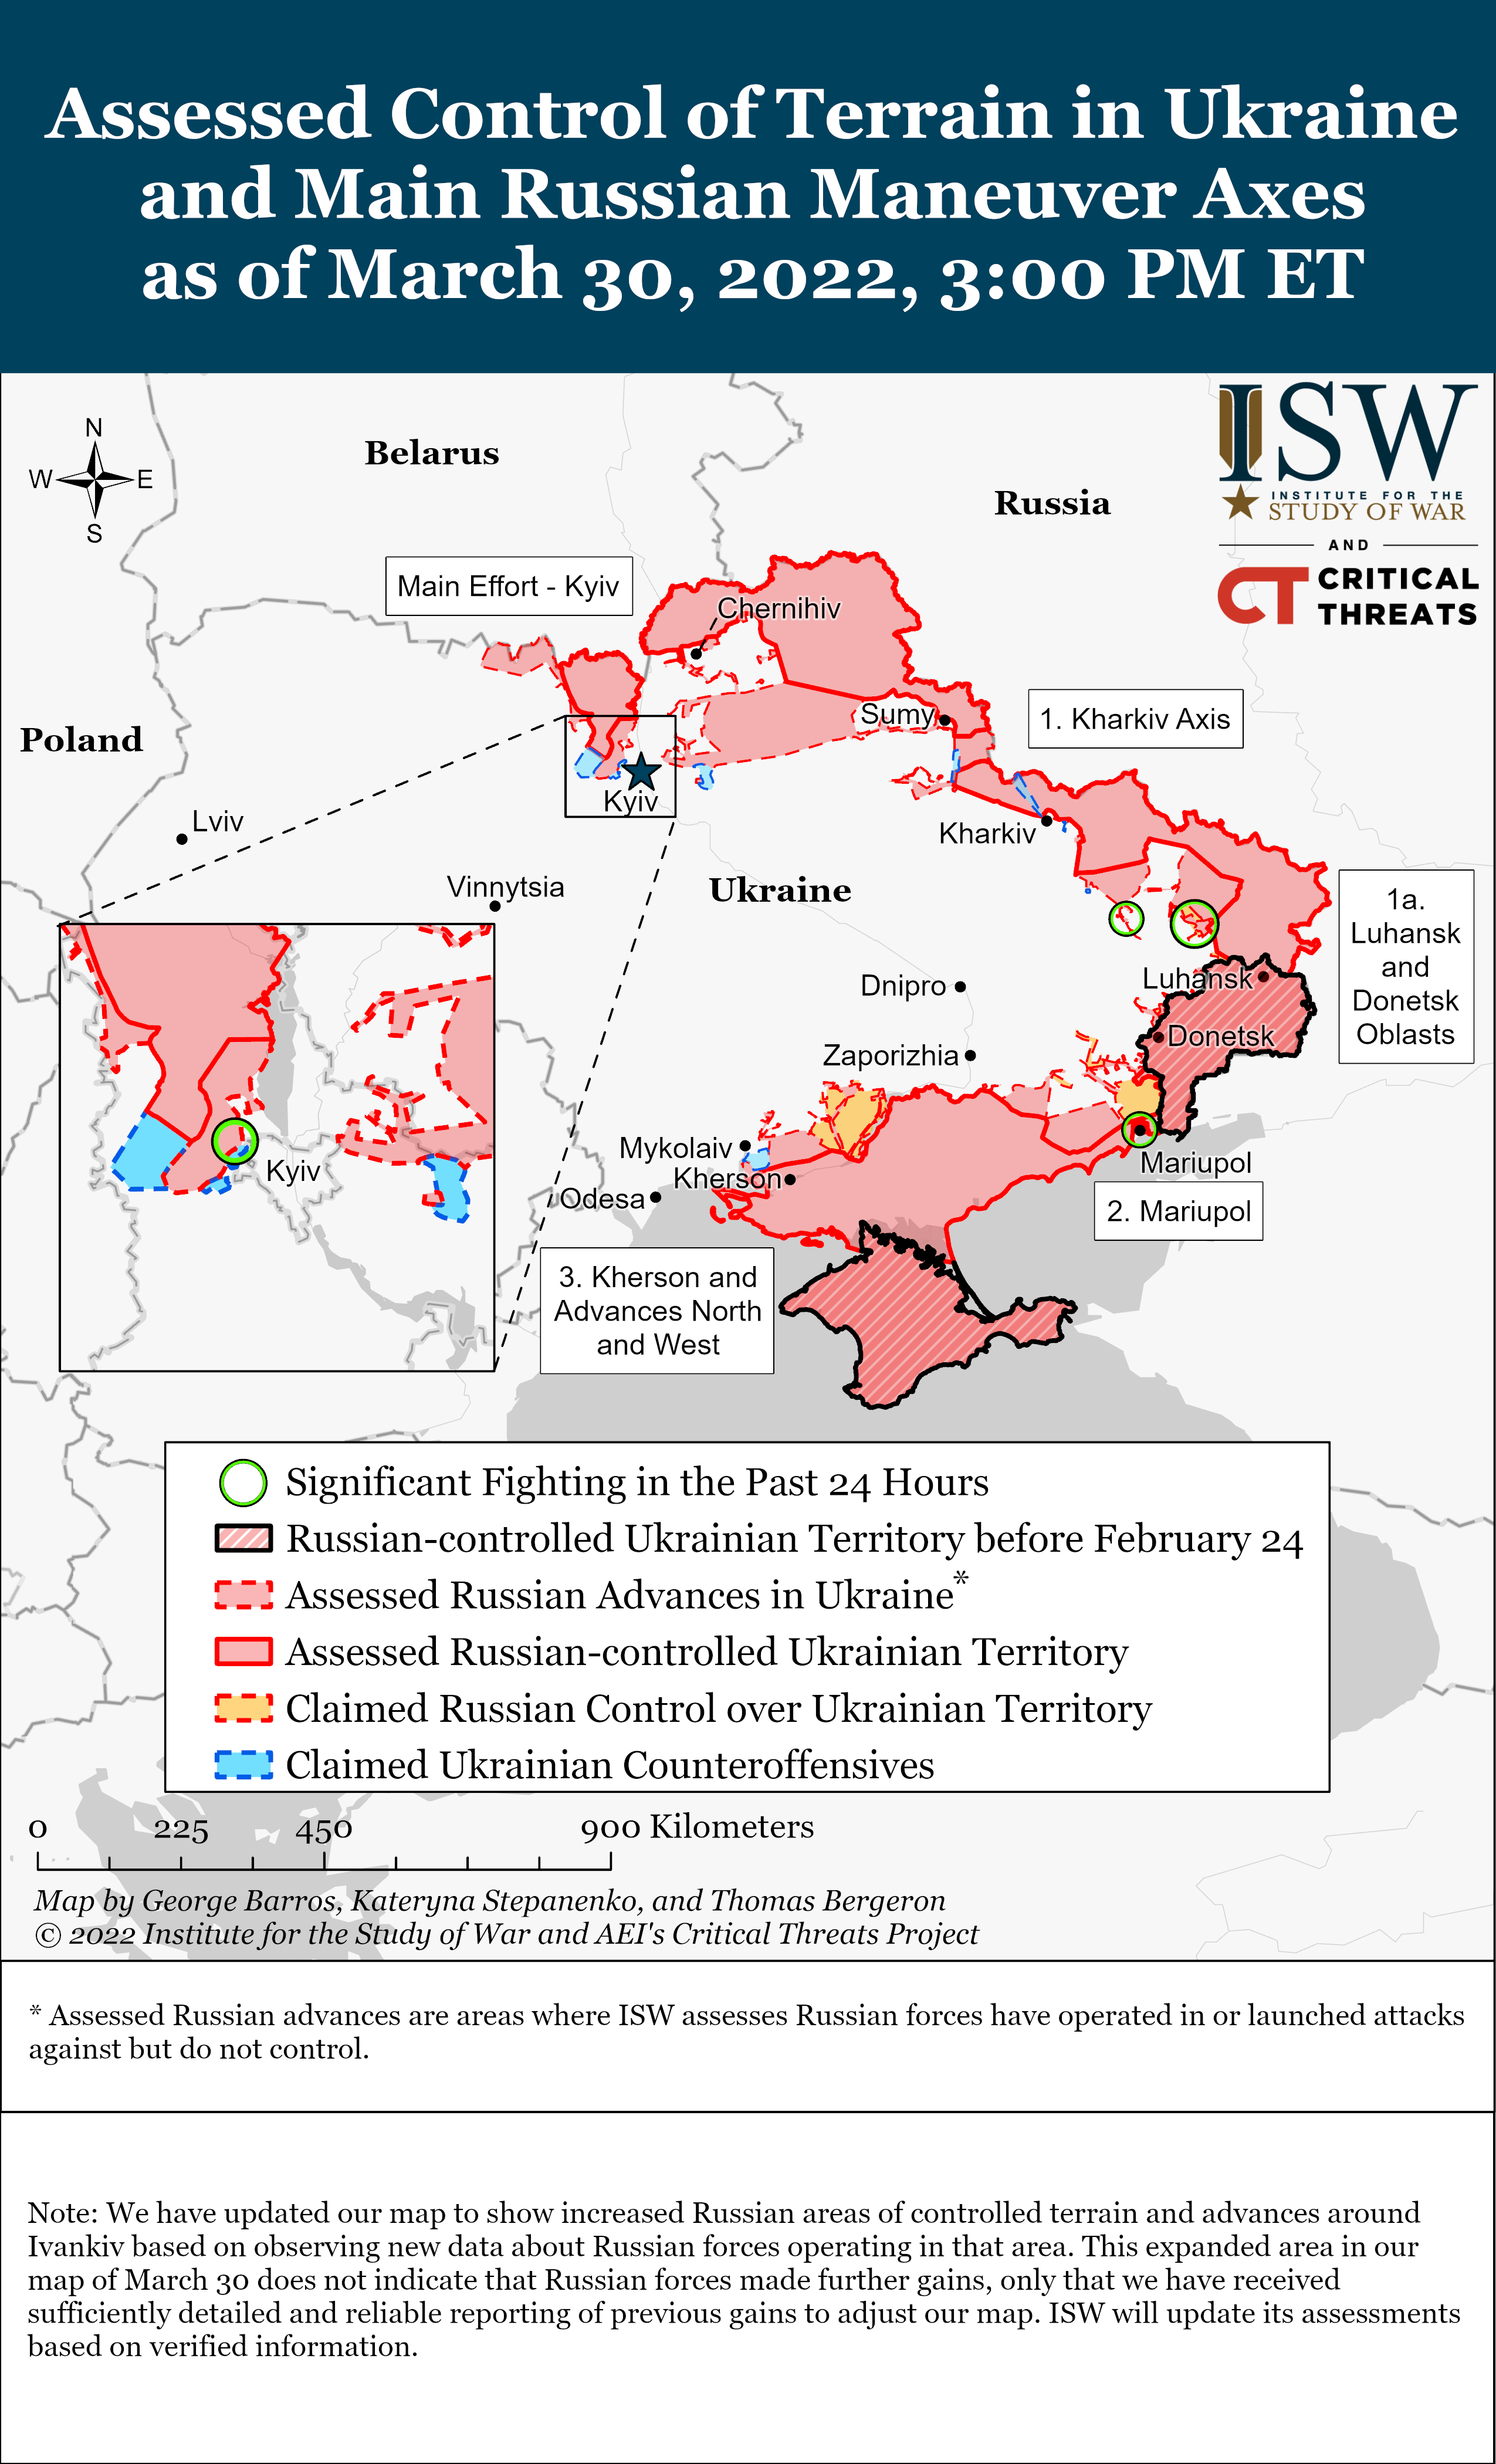 Assessed Control of Terrain in Ukraine
and Main Russian Maneuver Axes
as of March 30, 2022, 3:00 PM ET
N
W E
S
Belarus
Russia
ISW
INSTITUTE FOR THE
STUDY OF WAR
AND
CT CRITICAL
THREATS
Main Effort - Kyiv
Chernihiv
Poland
Sumy
1. Kharkiv Axis
Kyiv
Lviv
Kharkiv
Vinnytsia
Ukraine
1a.
Luhansk
and
Donetsk
Oblasts
Dnipro
Luhansk
Donetsk
Zaporizhia
Kyiv
Mykolaiv
Mariupol
Kherson
Odesa
2. Mariupol
3. Kherson and
Advances North
and West
Significant Fighting in the Past 24 Hours
Russian-controlled Ukrainian Territory before February 24
Assessed Russian Advances in Ukraine*
Assessed Russian-controlled Ukrainian Territory
Claimed Russian Control over Ukrainian Territory
Claimed Ukrainian Counteroffensives
0 225 450 900 Kilometers
Map by George Barros, Kateryna Stepanenko, and Thomas Bergeron
© 2022 Institute for the Study of War and AEI's Critical Threats Project
* Assessed Russian advances are areas where ISW assesses Russian forces have operated in or launched attacks
against but do not control.
Note: We have updated our map to show increased Russian areas of controlled terrain and advances around
Ivankiv based on observing new data about Russian forces operating in that area. This expanded area in our
map of March 30 does not indicate that Russian forces made further gains, only that we have received
sufficiently detailed and reliable reporting of previous gains to adjust our map. ISW will update its assessments
based on verified information.